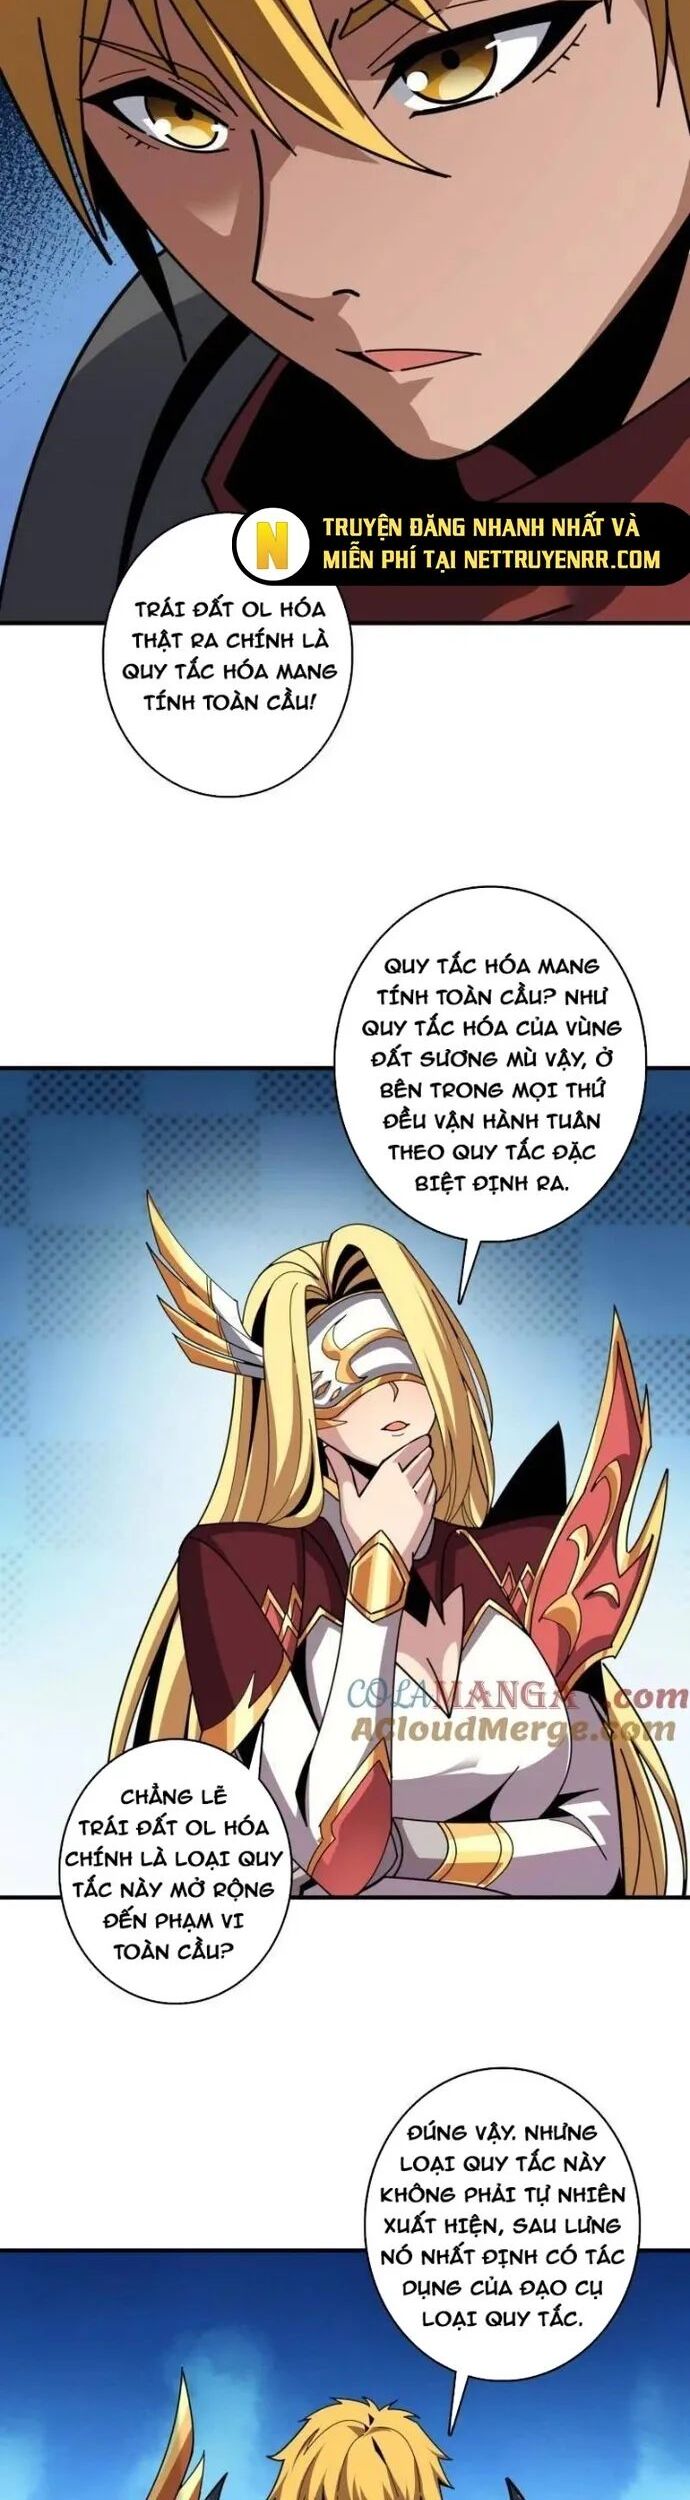 TRUYỆN ĐĂNG NHANH NHẤT VÀ
MIỄN PHÍ TẠI NETTRUYENRR.COM
TRÁI ĐẤT OL HÓA
THẬT RA CHÍNH LÀ
QUY TẮC HÓA MANG
TÍNH TOÀN CẦU!
QUY TẮC HÓA MANG
TÍNH TOÀN CẦU? NHƯ
QUY TẮC HÓA CỦA VÙNG
ĐẤT SƯƠNG MÙ VẬY, Ở
BÊN TRONG MỌI THỨ
ĐỀU VẬN HÀNH TUÂN
THEO QUY TẮC ĐẶC
BIỆT ĐỊNH RA.
COLAMANGA.com
ACloudMerge.com
CHẲNG LẼ
TRÁI ĐẤT OL HÓA
CHÍNH LÀ LOẠI QUY
TẮC NÀY MỞ RỘNG
ĐẾN PHẠM VI
TOÀN CẦU?
ĐÚNG VẬY. NHƯNG
LOẠI QUY TẮC NÀY
KHÔNG PHẢI TỰ NHIÊN
XUẤT HIỆN, SAU LƯNG
NÓ NHẤT ĐỊNH CÓ TÁC
DỤNG CỦA ĐẠO CỤ
LOẠI QUY TẮC.